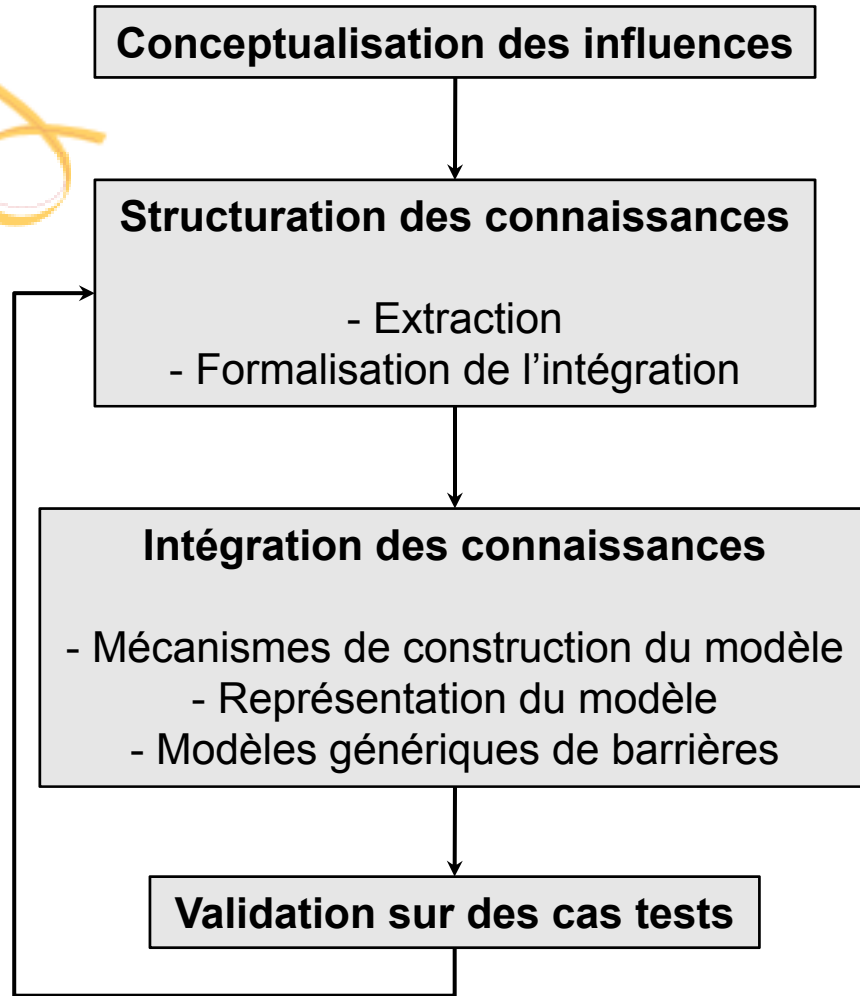 Conceptualisation des influences
Structuration des connaissances
- Extraction
- Formalisation de l’intégration
Intégration des connaissances
- Mécanismes de construction du modèle
- Représentation du modèle
- Modèles génériques de barrières
Validation sur des cas tests